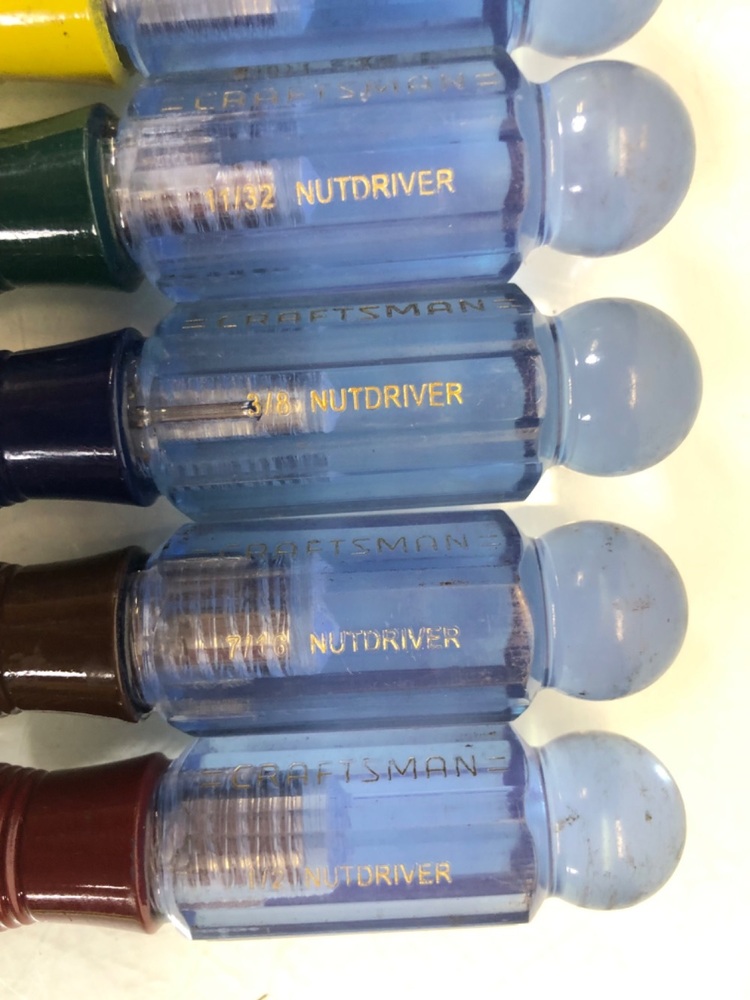 =CRAFTSMAN=
11/32 NUTDRIVER
=CRAFTSMAN=
3/8 NUTDRIVER
=CRAFTSMAN=
7/16 NUTDRIVER
=CRAFTSMAN=
1/2 NUTDRIVER